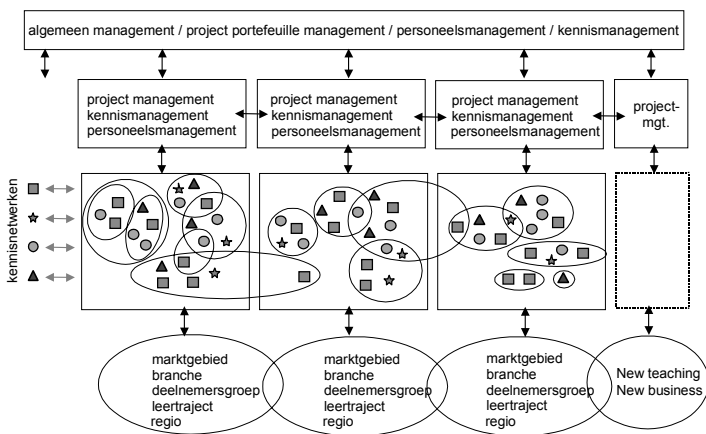 algemeen management / project portefeuille management / personeelsmanagement / kennismanagement
project management
kennismanagement
personeelsmanagement
project management
kennismanagement
personeelsmanagement
project management
kennismanagement
personeelsmanagement
project-
mgt.
kennisnetwerken
marktgebied
branche
deelnemersgroep
leertraject
regio
marktgebied
branche
deelnemersgroep
leertraject
regio
marktgebied
branche
deelnemersgroep
leertraject
regio
New teaching
New business